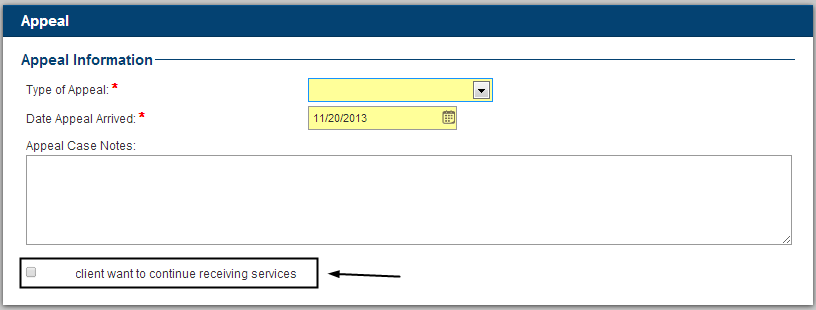 Appeal
Appeal Information
Type of Appeal: *
Date Appeal Arrived: * 11/20/2013
Appeal Case Notes:
client want to continue receiving services